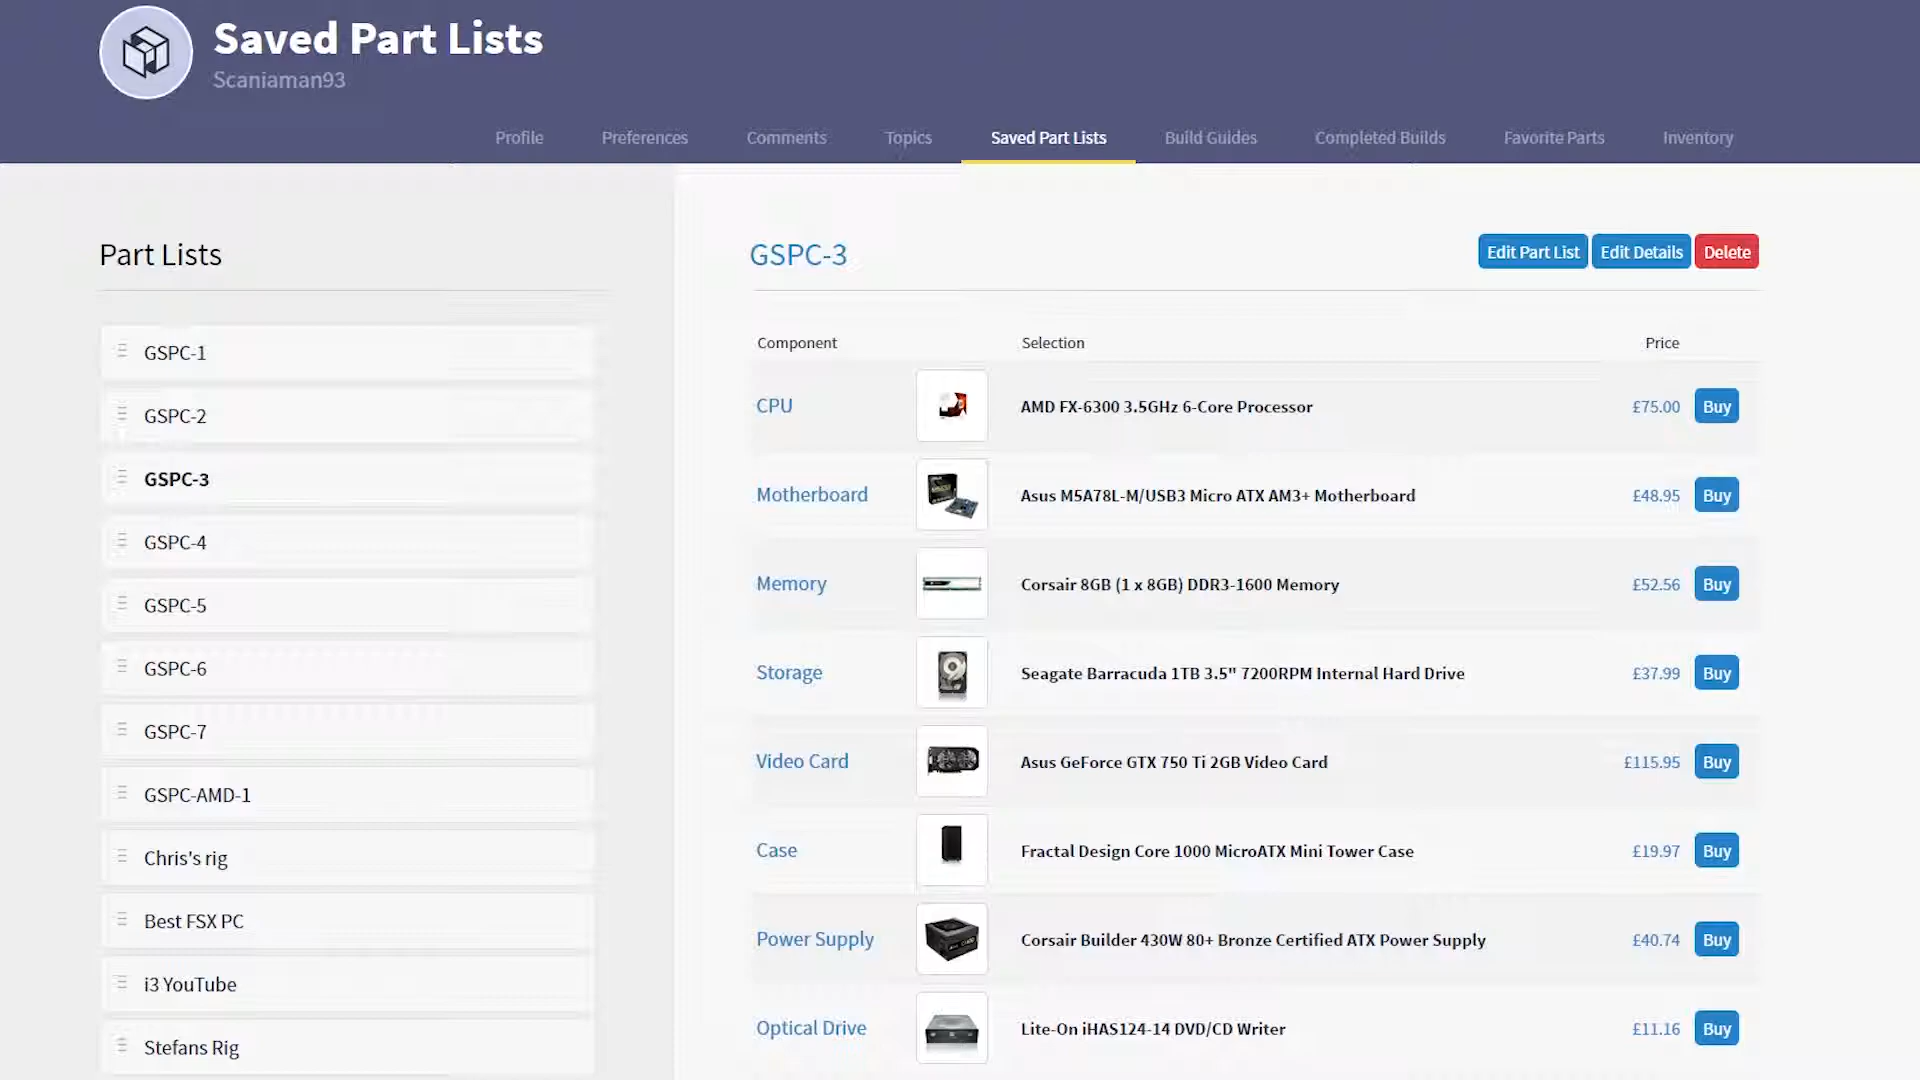 Saved Part Lists
Scaniaman93
Profile Preferences Comments Topics Saved Part Lists Build Guides Completed Builds Favorite Parts Inventory
Part Lists
GSPC-1
GSPC-2
GSPC-3
GSPC-4
GSPC-5
GSPC-6
GSPC-7
GSPC-AMD-1
Chris's rig
Best FSX PC
i3 YouTube
Stefans Rig
GSPC-3 Edit Part List Edit Details Delete
Component Selection Price
CPU AMD FX-6300 3.5GHz 6-Core Processor £75.00 Buy
Motherboard Asus M5A78L-M/USB3 Micro ATX AM3+ Motherboard £48.95 Buy
Memory Corsair 8GB (1 x 8GB) DDR3-1600 Memory £52.56 Buy
Storage Seagate Barracuda 1TB 3.5" 7200RPM Internal Hard Drive £37.99 Buy
Video Card Asus GeForce GTX 750 Ti 2GB Video Card £115.95 Buy
Case Fractal Design Core 1000 MicroATX Mini Tower Case £19.97 Buy
Power Supply Corsair Builder 430W 80+ Bronze Certified ATX Power Supply £40.74 Buy
Optical Drive Lite-On iHAS124-14 DVD/CD Writer £11.16 Buy